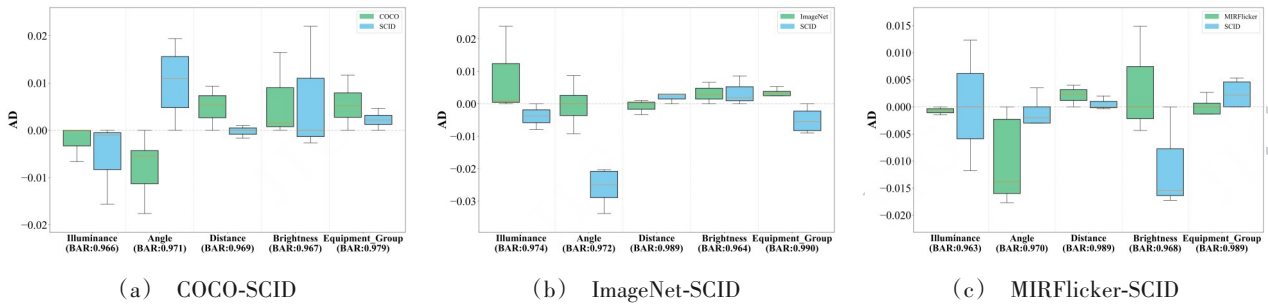 COCO
SCID
0.02
0.01
0.00
−0.01
−0.02
AD
Illuminance
(BAR:0.966)
Angle
(BAR:0.971)
Distance
(BAR:0.969)
Brightness
(BAR:0.967)
Equipment_Group
(BAR:0.979)
(a) COCO-SCID
ImageNet
SCID
0.02
0.01
0.00
−0.01
−0.02
−0.03
AD
Illuminance
(BAR:0.974)
Angle
(BAR:0.972)
Distance
(BAR:0.989)
Brightness
(BAR:0.964)
Equipment_Group
(BAR:0.990)
(b) ImageNet-SCID
MIRFlicker
SCID
0.015
0.010
0.005
0.000
−0.005
−0.010
−0.015
−0.020
AD
Illuminance
(BAR:0.963)
Angle
(BAR:0.970)
Distance
(BAR:0.989)
Brightness
(BAR:0.968)
Equipment_Group
(BAR:0.989)
(c) MIRFlicker-SCID